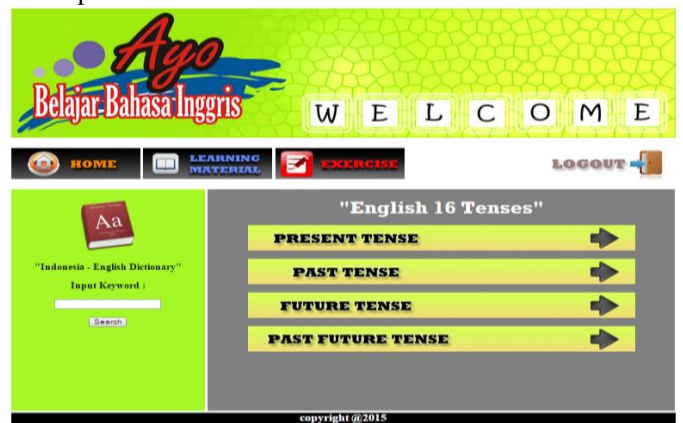 Ayo
Belajar Bahasa Inggris
WELCOME
HOME
LEARNING
MATERIAL
EXERCISE
LOGOUT
Aa
"Indonesia - English Dictionary"
Input Keyword :
Search
"English 16 Tenses"
PRESENT TENSE
PAST TENSE
FUTURE TENSE
PAST FUTURE TENSE
copyright @2015